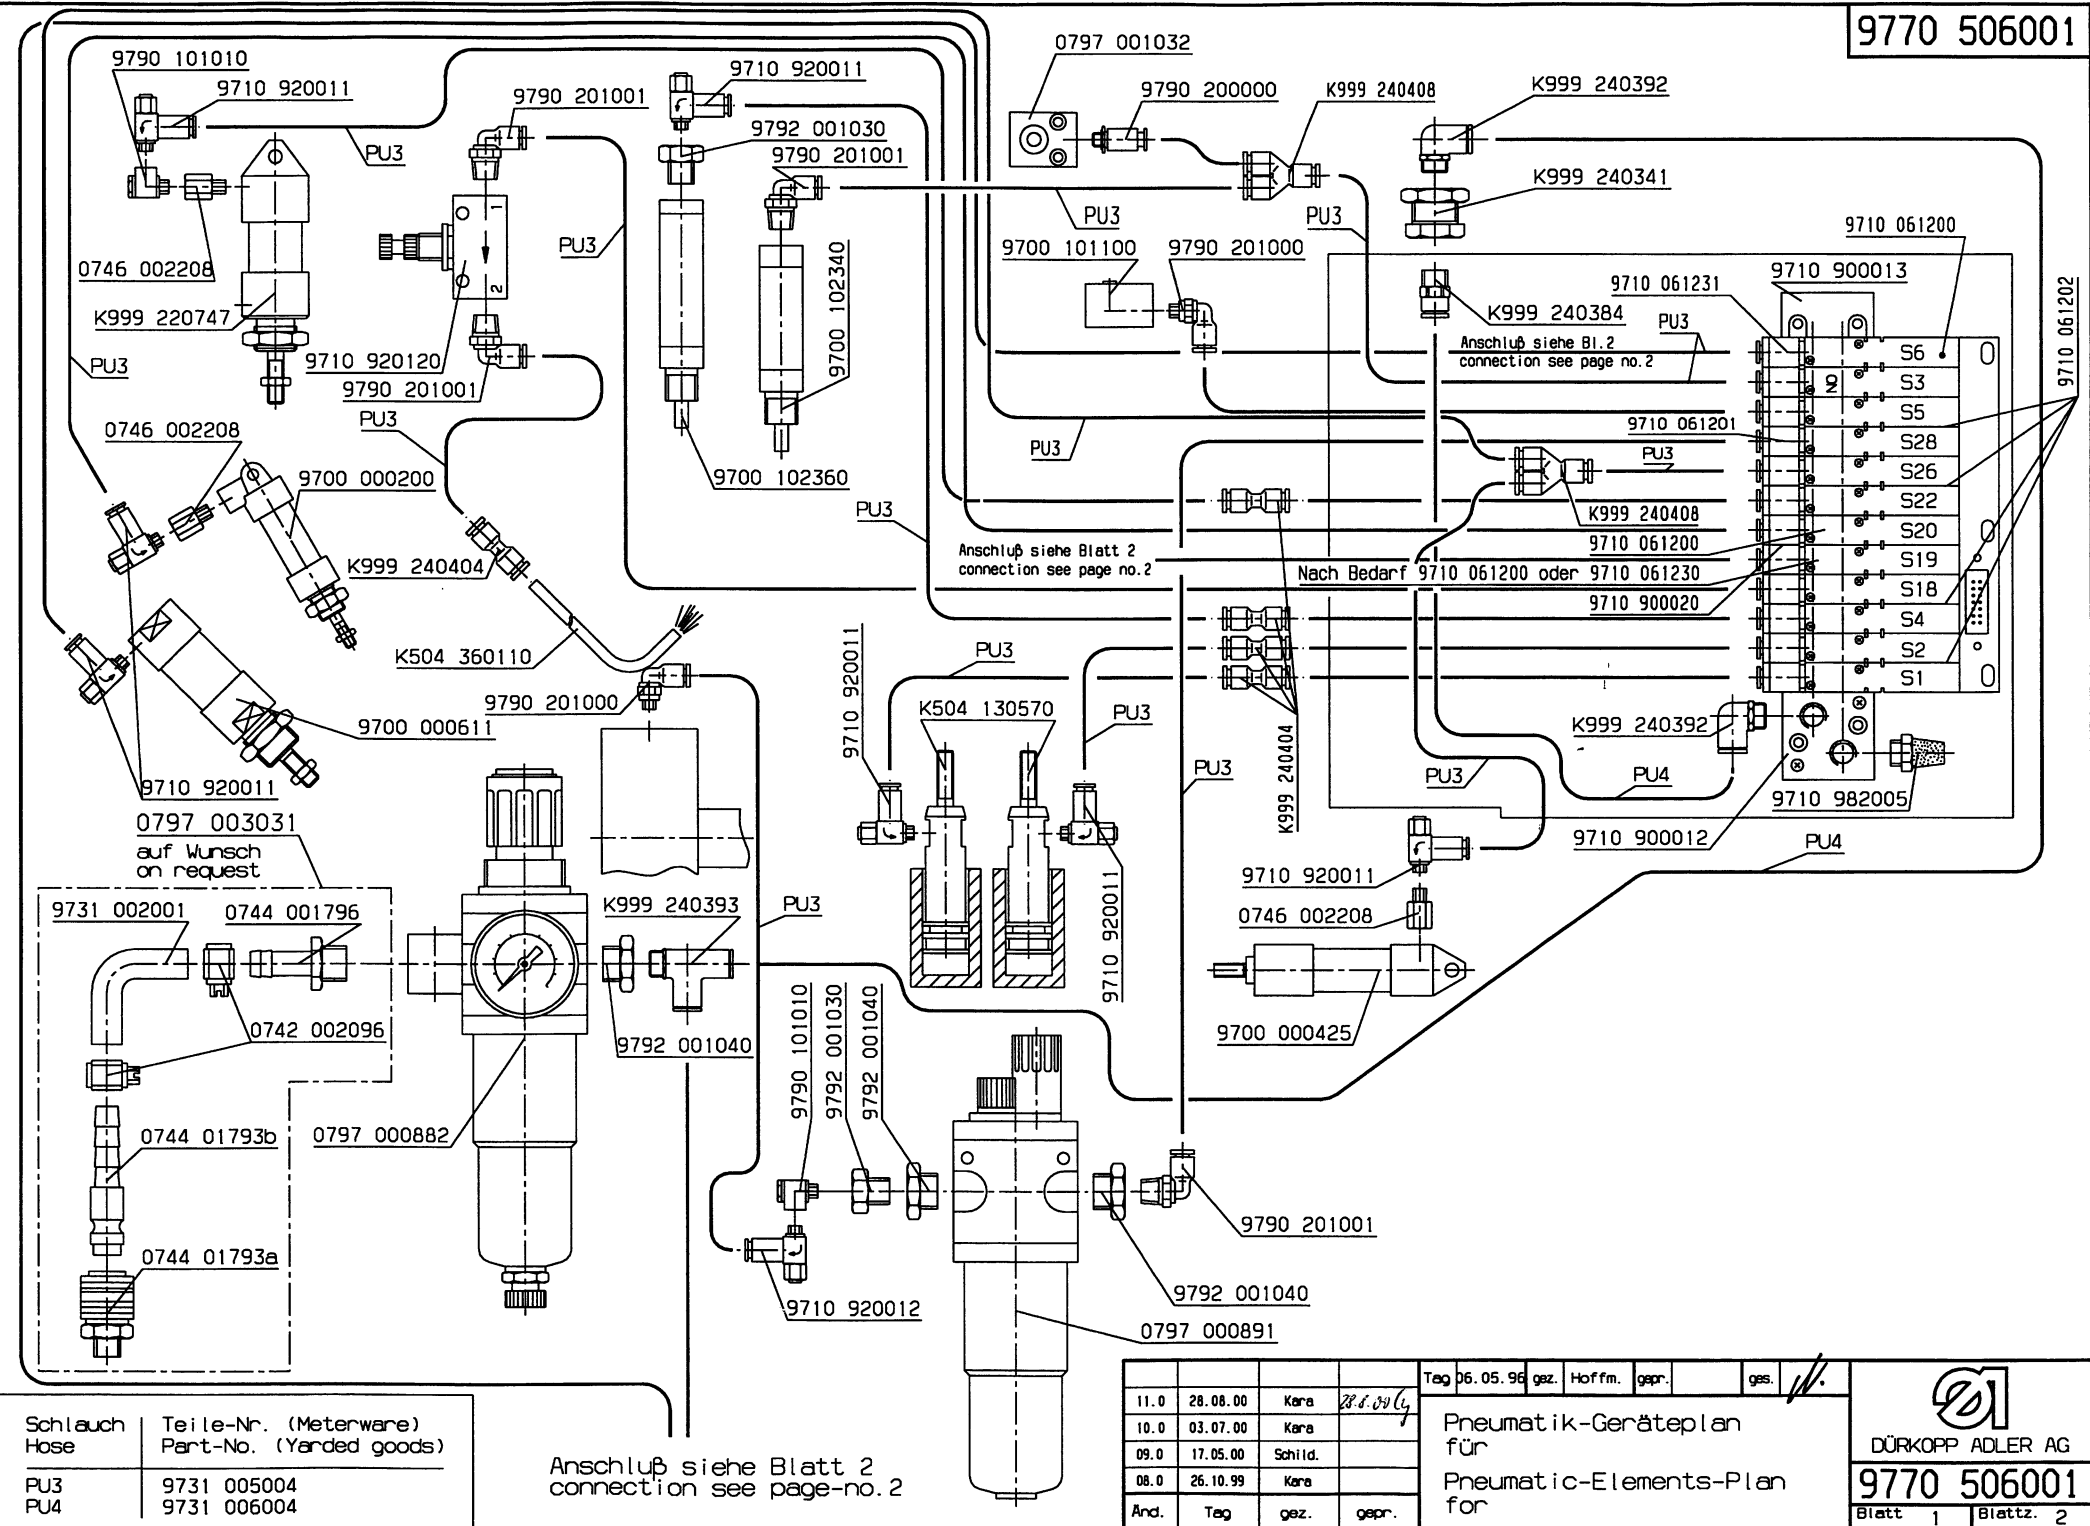 9770 506001
9790 101010
9710 920011
PU3
0746 002208
K999 220747
PU3
9790 201001
PU3
9710 920120
9790 201001
PU3
1
2
9710 920011
9792 001030
9790 201001
9700 102340
9700 102360
PU3
0797 001032
9790 200000
K999 240408
PU3
9700 101100
9790 201000
PU3
K999 240392
K999 240341
K999 240384
9710 061200
9710 900013
9710 061231
PU3
Anschluß siehe Bl.2
connection see page no.2
9710 061202
NO
S6
S3
S5
S28
S26
S22
S20
S19
S18
S4
S2
S1
9710 061201
PU3
PU3
K999 240408
9710 061200
Nach Bedarf 9710 061200 oder 9710 061230
9710 900020
Anschluß siehe Blatt 2
connection see page no.2
0746 002208
9700 000200
K999 240404
K504 360110
9790 201000
9700 000611
9710 920011
0797 003031
auf Wunsch
on request
9731 002001
0744 001796
0742 002096
0744 01793b
0744 01793a
0797 000882
K999 240393
9792 001040
PU3
PU3
9710 920011
K504 130570
PU3
9710 920011
K999 240404
PU3
PU3
PU4
K999 240392
9710 982005
9710 900012
PU4
9710 920011
0746 002208
9700 000425
9790 101010
9792 001030
9792 001040
9710 920012
9790 201001
9792 001040
0797 000891
Schlauch Teile-Nr. (Meterware)
Hose Part-No. (Yarded goods)
PU3 9731 005004
PU4 9731 006004
Anschluß siehe Blatt 2
connection see page-no.2
11.0 28.08.00 Kara
10.0 03.07.00 Kara
09.0 17.05.00 Schild.
08.0 26.10.99 Kara
And. Tag gez. gepr.
Tag 06.05.96 gez. Hoffm. gepr. ges.
Pneumatik-Geräteplan
für
Pneumatic-Elements-Plan
for
DÜRKOPP ADLER AG
9770 506001
Blatt 1 Blattz. 2